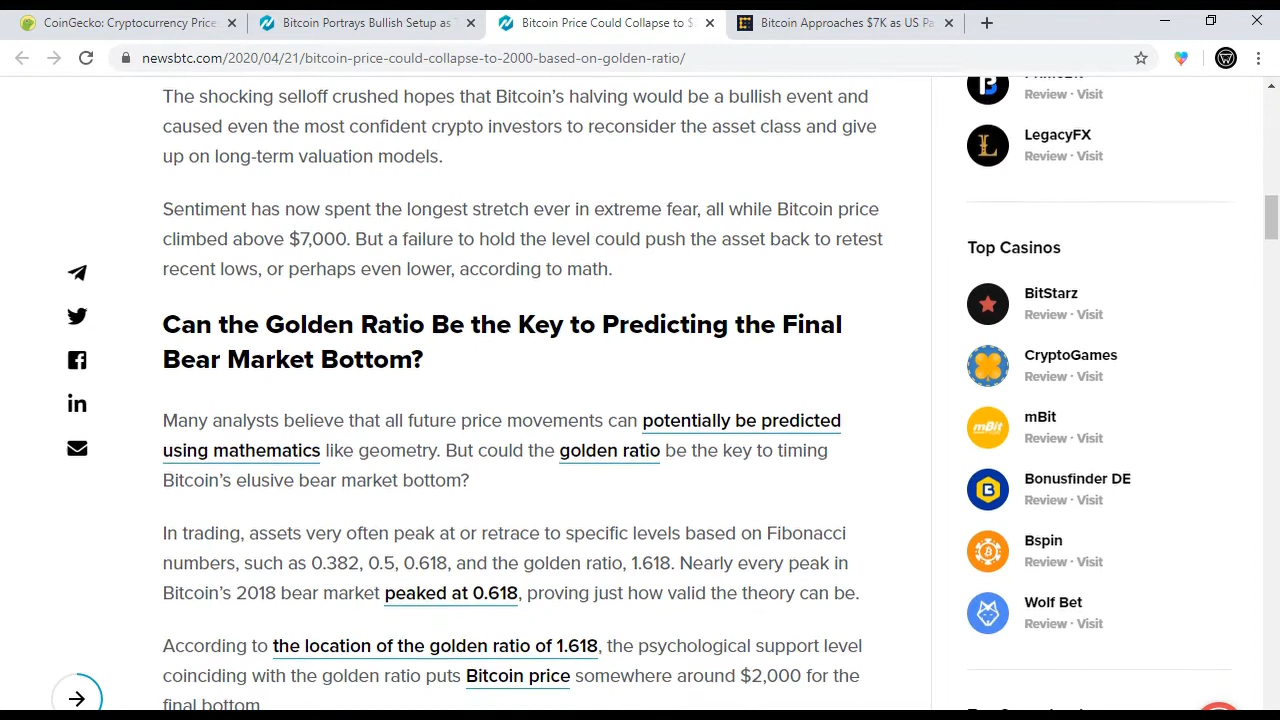 CoinGecko: Cryptocurrency Price
Bitcoin Portrays Bullish Setup as
Bitcoin Price Could Collapse to
Bitcoin Approaches $7K as US Pa
newsbtc.com/2020/04/21/bitcoin-price-could-collapse-to-2000-based-on-golden-ratio/
The shocking selloff crushed hopes that Bitcoin's halving would be a bullish event and
caused even the most confident crypto investors to reconsider the asset class and give
up on long-term valuation models.
Sentiment has now spent the longest stretch ever in extreme fear, all while Bitcoin price
climbed above $7,000. But a failure to hold the level could push the asset back to retest
recent lows, or perhaps even lower, according to math.
Can the Golden Ratio Be the Key to Predicting the Final
Bear Market Bottom?
Many analysts believe that all future price movements can potentially be predicted
using mathematics like geometry. But could the golden ratio be the key to timing
Bitcoin's elusive bear market bottom?
In trading, assets very often peak at or retrace to specific levels based on Fibonacci
numbers, such as 0.382, 0.5, 0.618, and the golden ratio, 1.618. Nearly every peak in
Bitcoin's 2018 bear market peaked at 0.618, proving just how valid the theory can be.
According to the location of the golden ratio of 1.618, the psychological support level
coinciding with the golden ratio puts Bitcoin price somewhere around $2,000 for the
final bottom.
Review · Visit
LegacyFX
Review · Visit
Top Casinos
BitStarz
Review · Visit
CryptoGames
Review · Visit
mBit
mBit
Review · Visit
Bonusfinder DE
Review · Visit
Bspin
Review · Visit
Wolf Bet
Review · Visit